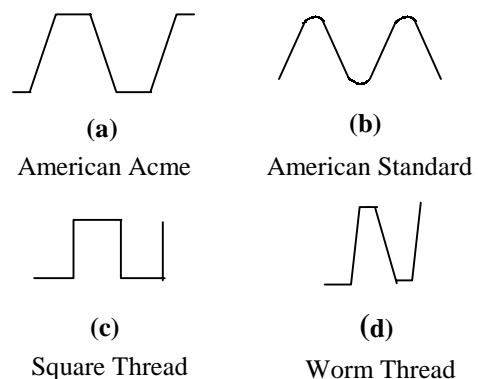 (a)
(b)
American Acme
American Standard
(c)
(d)
Square Thread
Worm Thread